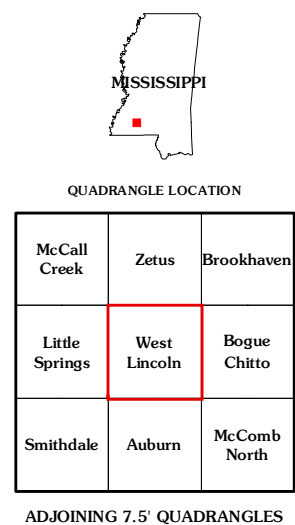 MISSISSIPPI
QUADRANGLE LOCATION
McCall
Creek
Zetus
Brookhaven
Little
Springs
West
Lincoln
Bogue
Chitto
Smithdale
Auburn
McComb
North
ADJOINING 7.5' QUADRANGLES